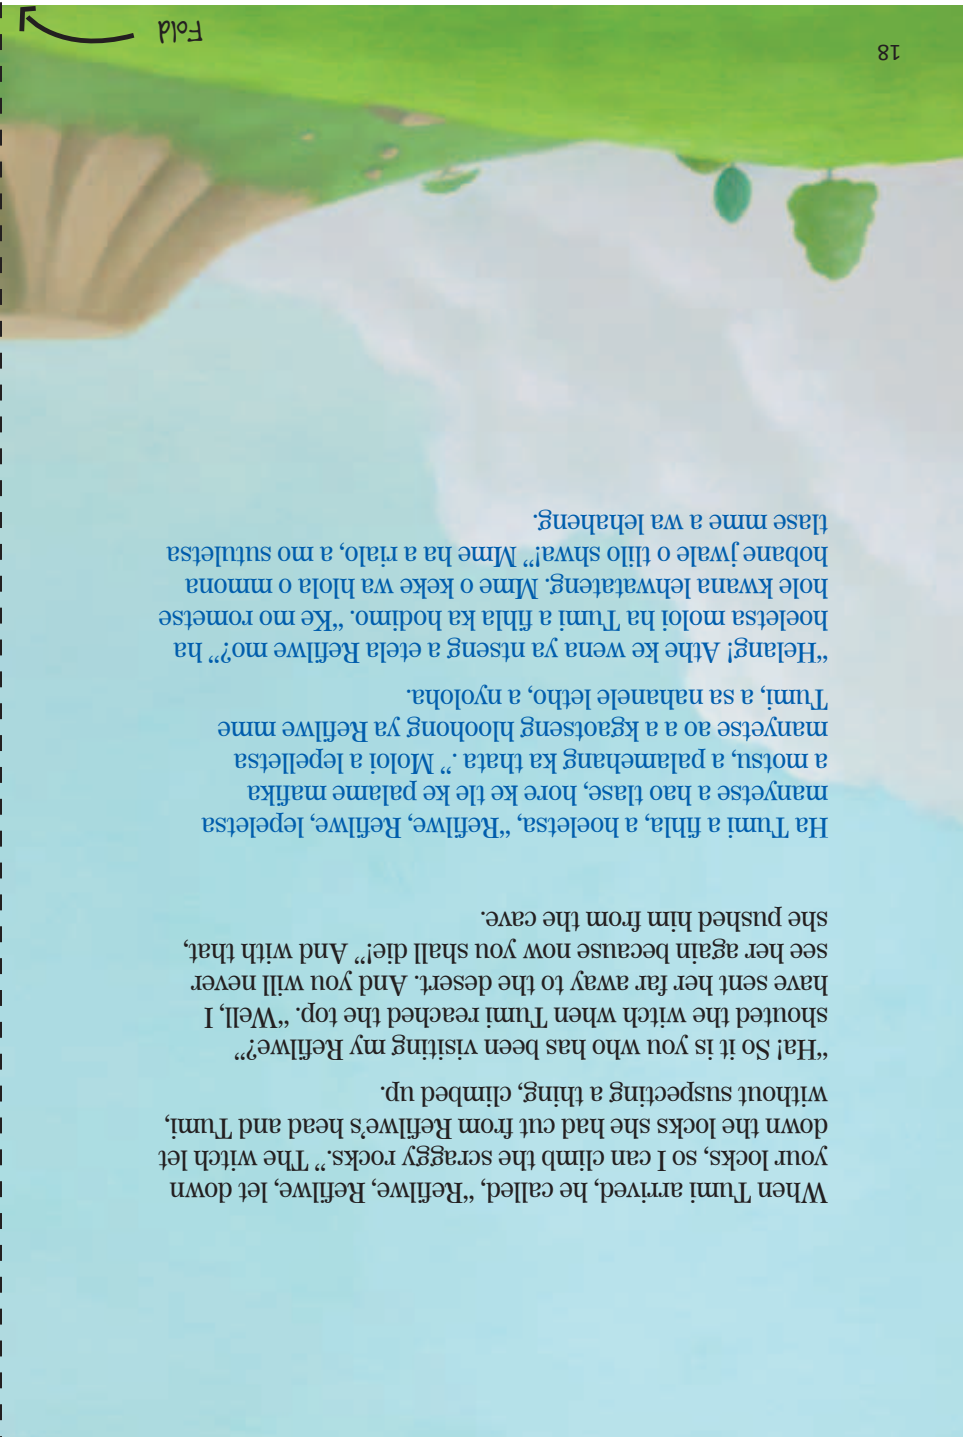 When Tumi arrived, he called, “Refilwe, Refilwe, let down
your locks, so I can climb the scraggy rocks.” The witch let
down the locks she had cut from Refilwe’s head and Tumi,
without suspecting a thing, climbed up.
“Ha! So it is you who has been visiting my Refilwe?”
shouted the witch when Tumi reached the top. “Well, I
have sent her far away to the desert. And you will never
see her again because now you shall die!” And with that,
she pushed him from the cave.
Ha Tumi a fihla, a hoeletsa, “Refilwe, Refilwe, lepeletsa
manyetse a hao tlase, hore ke tle ke palame mafika
a motsu, a palamehang ka thata .” Moloi a lepelletsa
manyetse ao a a kgaotseng hloohong ya Refilwe mme
Tumi, a sa nahanele letho, a nyoloha.
“Helang! Athe ke wena ya ntseng a etela Refilwe mo?” ha
hoeletsa moloi ha Tumi a fihla ka hodimo. “Ke mo rometse
hole kwana lehwatateng. Mme o keke wa hlola o mmona
hobane jwale o tlilo shwa!” Mme ha a rialo, a mo sutuletsa
tlase mme a wa lehaheng.
18
Fold